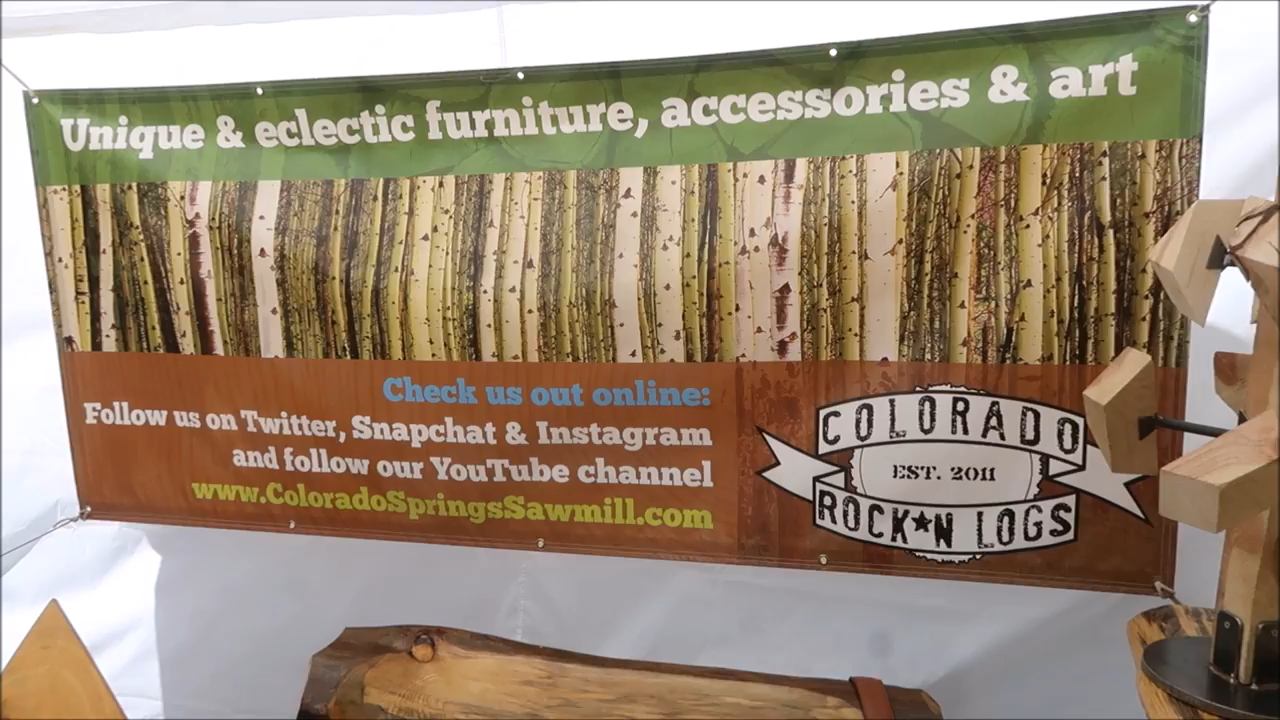 Unique & eclectic furniture, accessories & art
Check us out online:
Follow us on Twitter, Snapchat & Instagram
and follow our YouTube channel
www.ColoradoSpringsSawmill.com
COLORADO
EST. 2011
ROCK★N LOGS